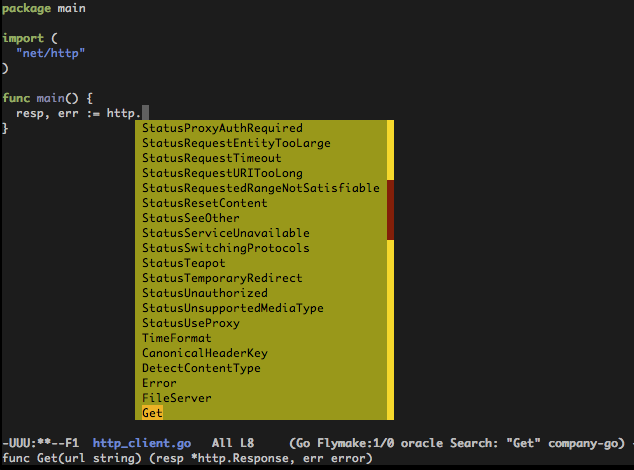 package main
import (
  "net/http"
)
func main() {
  resp, err := http.
}
StatusProxyAuthRequired
StatusRequestEntityTooLarge
StatusRequestTimeout
StatusRequestURITooLong
StatusRequestedRangeNotSatisfiable
StatusResetContent
StatusSeeOther
StatusServiceUnavailable
StatusSwitchingProtocols
StatusTeapot
StatusTemporaryRedirect
StatusUnauthorized
StatusUnsupportedMediaType
StatusUseProxy
TimeFormat
CanonicalHeaderKey
DetectContentType
Error
FileServer
Get
-UUU:**--F1  http_client.go   All L8     (Go Flymake:1/0 oracle Search: "Get" company-go) -
func Get(url string) (resp *http.Response, err error)